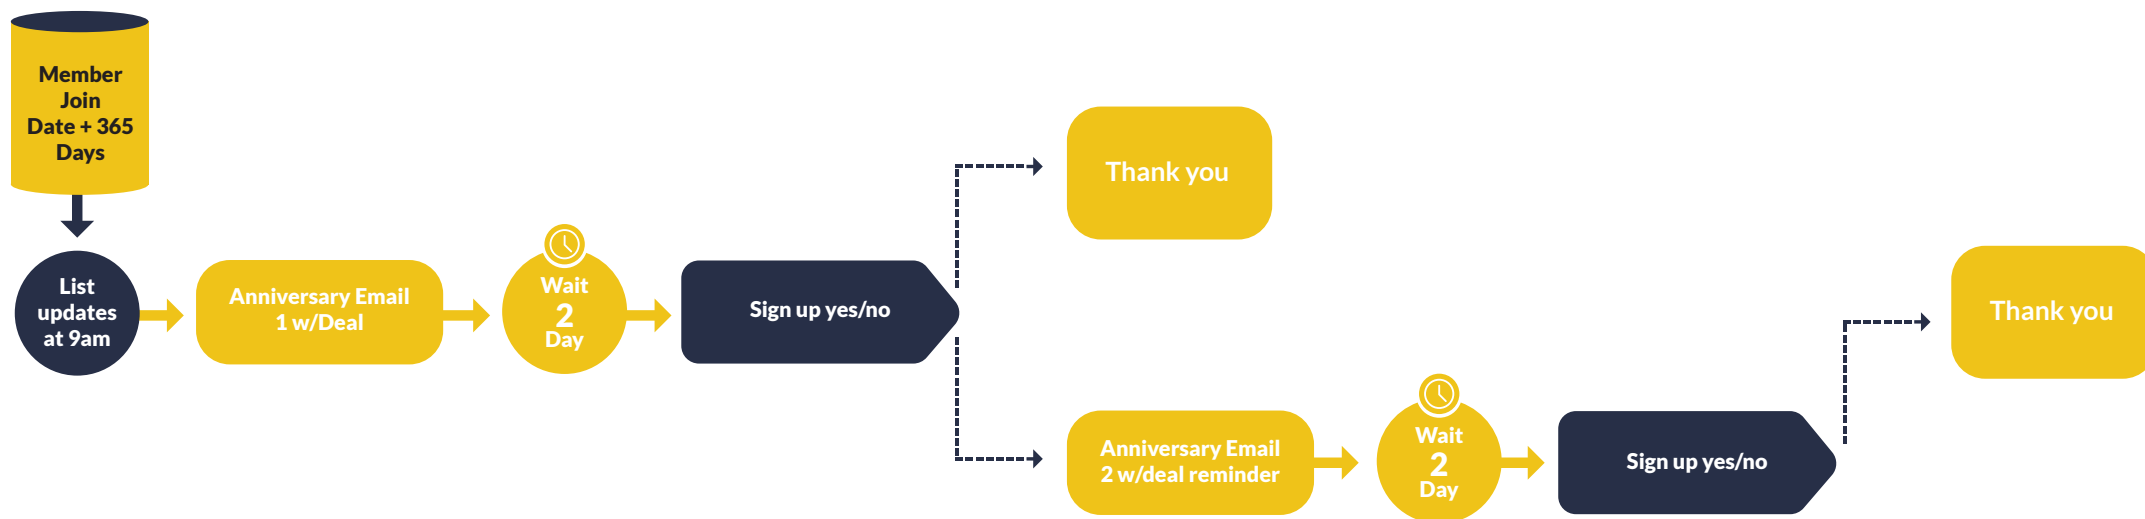 Member
Join
Date + 365
Days
List
updates
at 9am
Anniversary Email
1 w/Deal
Wait
2
Day
Sign up yes/no
Thank you
Anniversary Email
2 w/deal reminder
Wait
2
Day
Sign up yes/no
Thank you